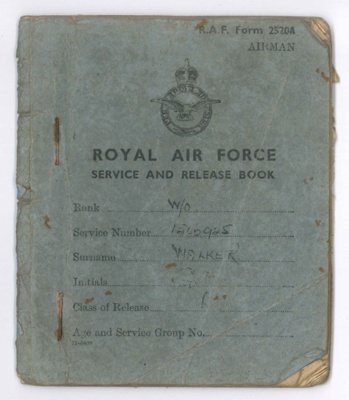 R.A.F. Form 2520A
AIRMAN
ROYAL AIR FORCE
SERVICE AND RELEASE BOOK
Rank W/O
Service Number
Surname WALKER
Initials
Class of Release
Age and Service Group No.